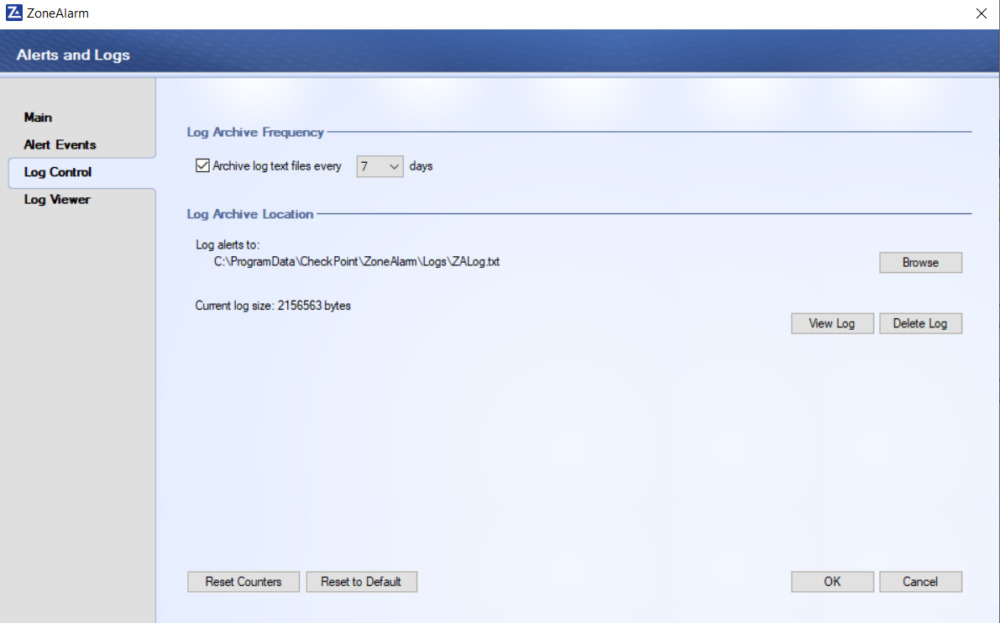 ZoneAlarm
Alerts and Logs
Main
Alert Events
Log Control
Log Viewer
Log Archive Frequency
Archive log text files every 7 days
Log Archive Location
Log alerts to:
C:\ProgramData\CheckPoint\ZoneAlarm\Logs\ZALog.txt
Browse
Current log size: 2156563 bytes
View Log Delete Log
Reset Counters Reset to Default OK Cancel